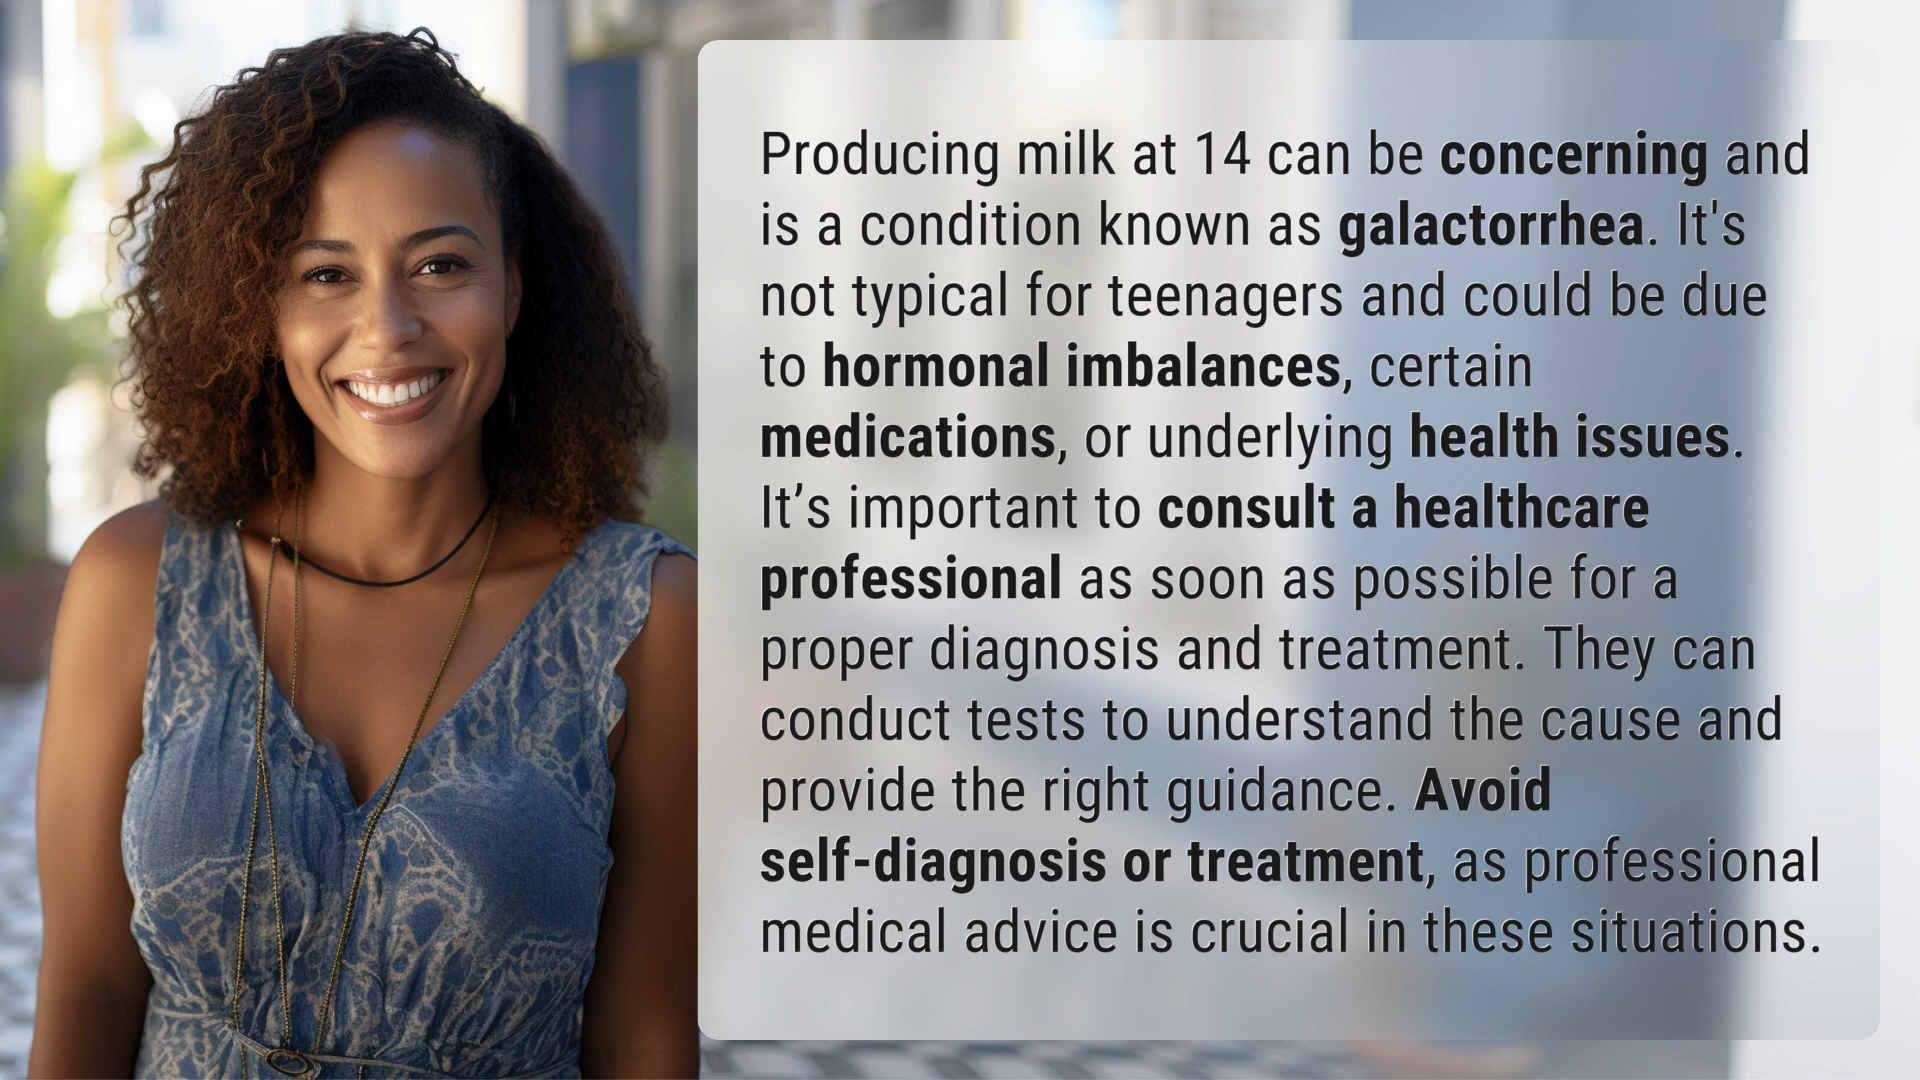 Producing milk at 14 can be concerning and
is a condition known as galactorrhea. It's
not typical for teenagers and could be due
to hormonal imbalances, certain
medications, or underlying health issues.
It’s important to consult a healthcare
professional as soon as possible for a
proper diagnosis and treatment. They can
conduct tests to understand the cause and
provide the right guidance. Avoid
self-diagnosis or treatment, as professional
medical advice is crucial in these situations.